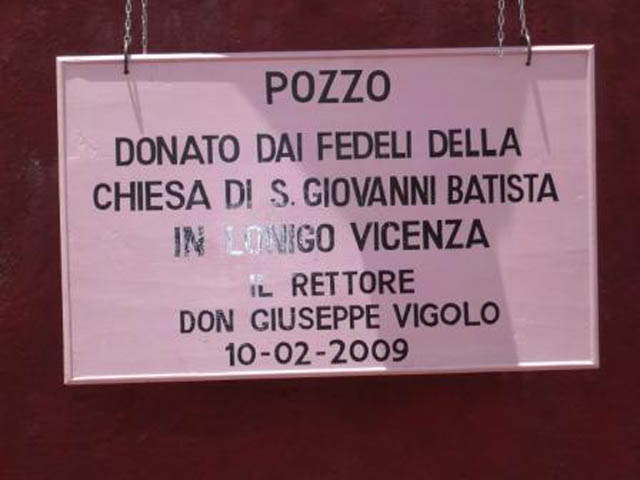 POZZO
DONATO DAI FEDELI DELLA
CHIESA DI S. GIOVANNI BATISTA
IN LONIGO VICENZA
IL RETTORE
DON GIUSEPPE VIGOLO
10-02-2009